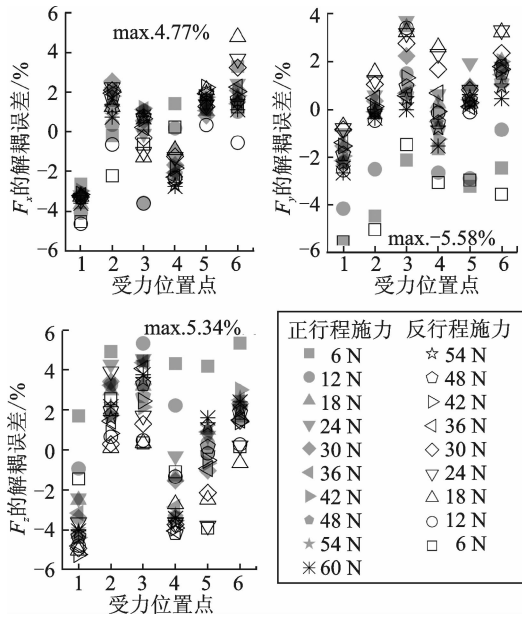 max.4.77%
Fx的解耦误差/%
6
4
2
0
−2
−4
−6
1 2 3 4 5 6
受力位置点
Fy的解耦误差/%
4
2
0
−2
−4
−6
max.−5.58%
1 2 3 4 5 6
受力位置点
max.5.34%
Fz的解耦误差/%
6
4
2
0
−2
−4
−6
1 2 3 4 5 6
受力位置点
正行程施力 反行程施力
6 N 54 N
12 N 48 N
18 N 42 N
24 N 36 N
30 N 30 N
36 N 24 N
42 N 18 N
48 N 12 N
54 N 6 N
60 N